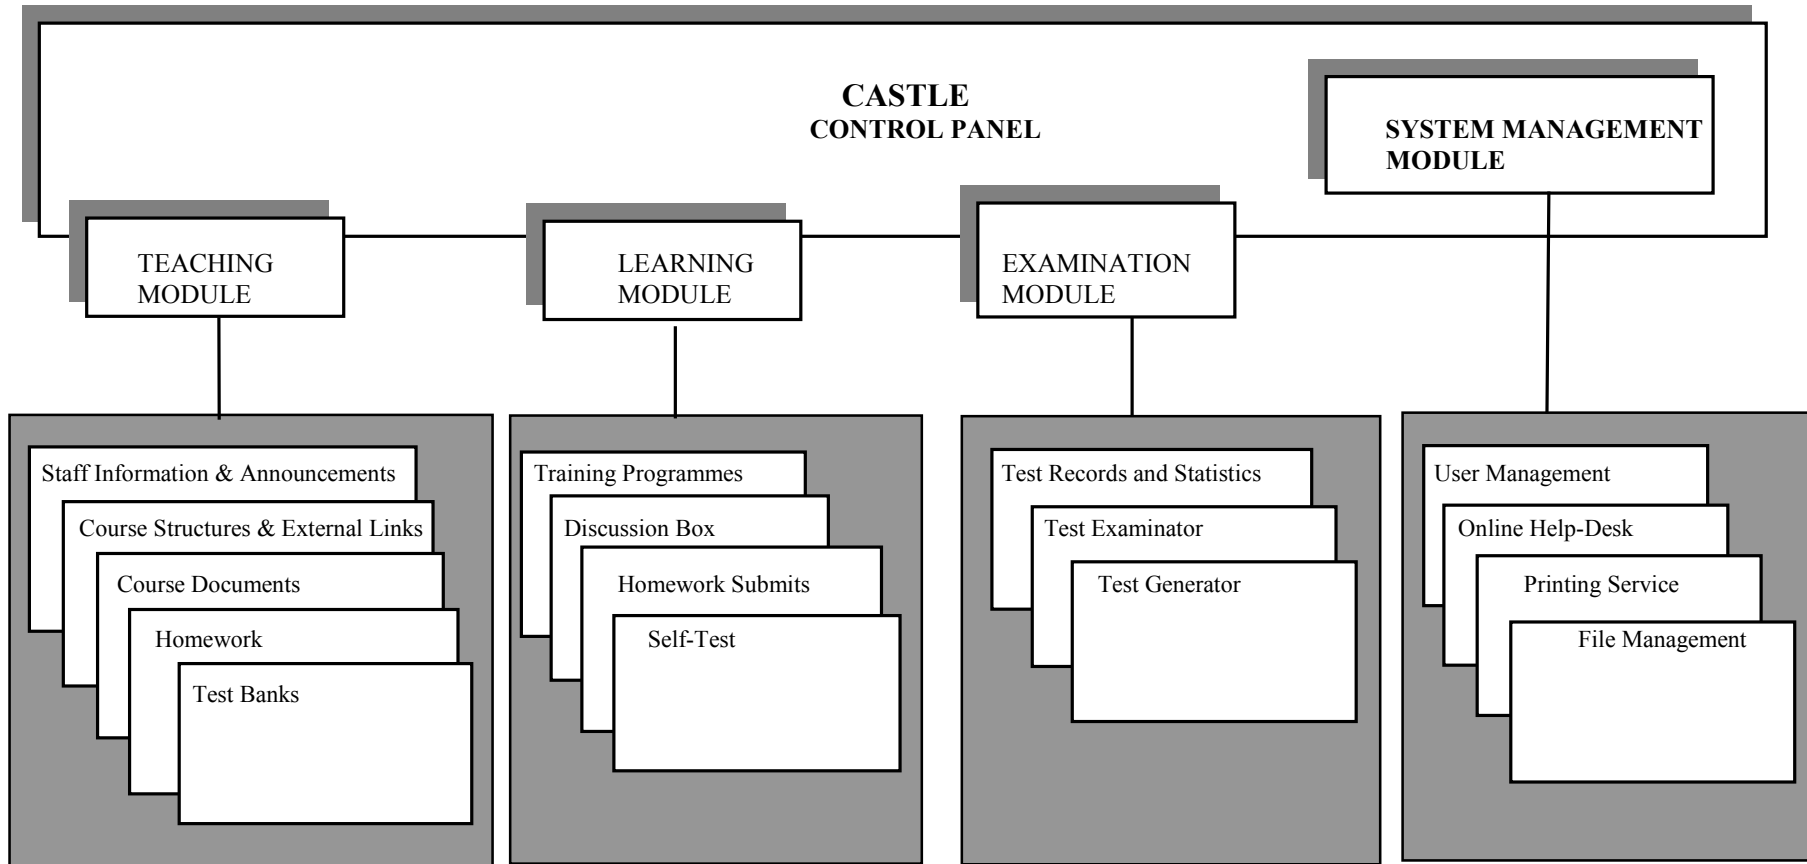 CASTLE
CONTROL PANEL
SYSTEM MANAGEMENT
MODULE
TEACHING
MODULE
LEARNING
MODULE
EXAMINATION
MODULE
Staff Information & Announcements
Course Structures & External Links
Course Documents
Homework
Test Banks
Training Programmes
Discussion Box
Homework Submits
Self-Test
Test Records and Statistics
Test Examinator
Test Generator
User Management
Online Help-Desk
Printing Service
File Management